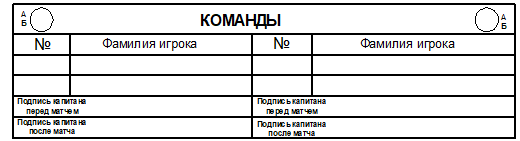 А КОМАНДЫ А
Б Б
№ Фамилия игрока № Фамилия игрока
Подпись капитана Подпись капитана
перед матчем перед матчем
Подпись капитана Подпись капитана
после матча после матча